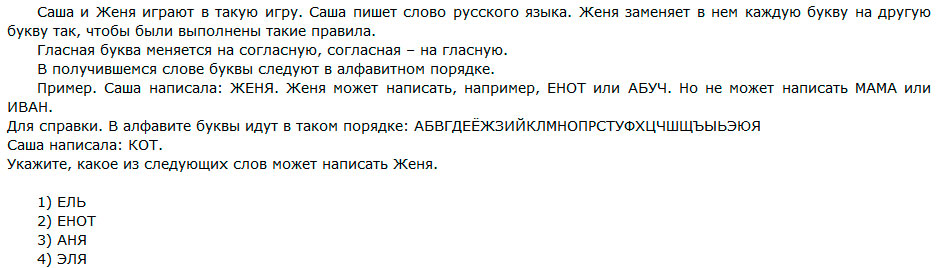 Саша и Женя играют в такую игру. Саша пишет слово русского языка. Женя заменяет в нем каждую букву на другую
букву так, чтобы были выполнены такие правила.
Гласная буква меняется на согласную, согласная – на гласную.
В получившемся слове буквы следуют в алфавитном порядке.
Пример. Саша написала: ЖЕНЯ. Женя может написать, например, ЕНОТ или АБУЧ. Но не может написать МАМА или
ИВАН.
Для справки. В алфавите буквы идут в таком порядке: АБВГДЕЁЖЗИЙКЛМНОПРСТУФХЦЧШЩЪЫЬЭЮЯ
Саша написала: КОТ.
Укажите, какое из следующих слов может написать Женя.
1) ЕЛЬ
2) ЕНОТ
3) АНЯ
4) ЭЛЯ